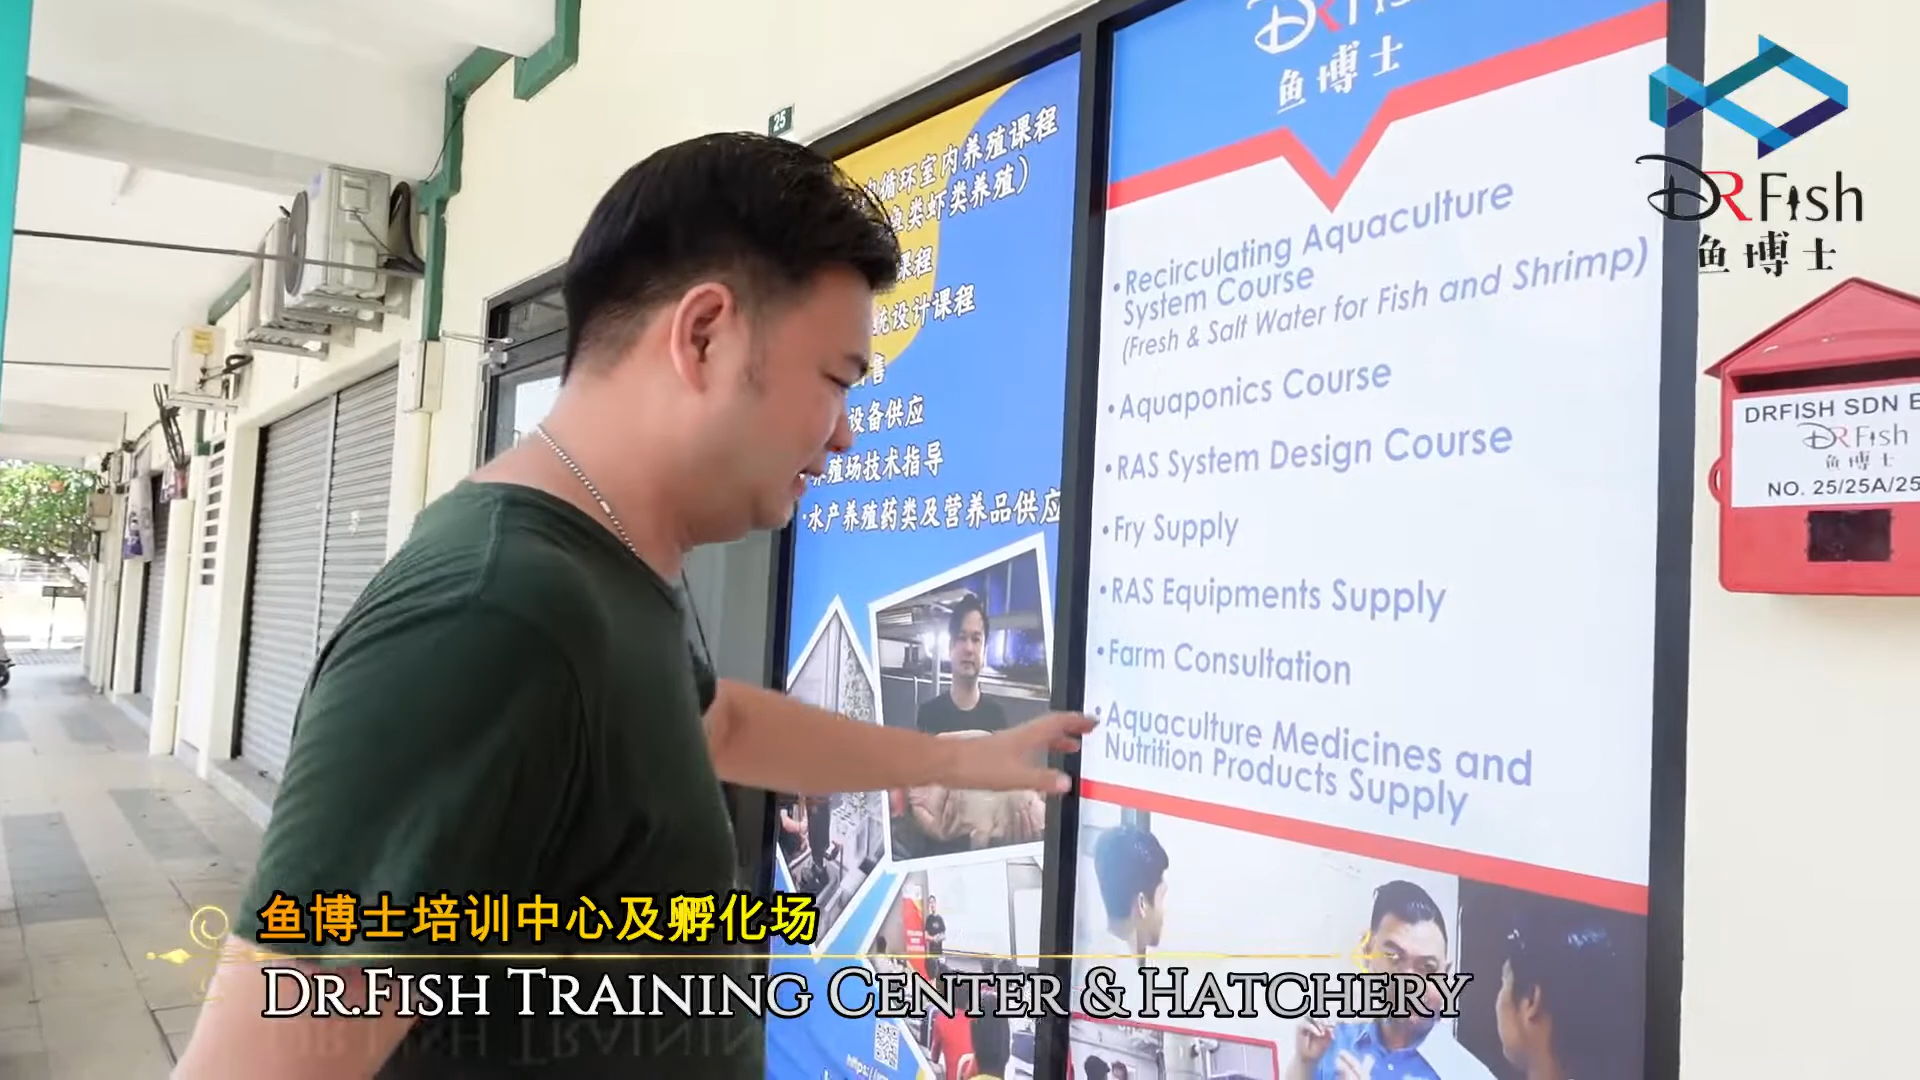 25
循环室内养殖课程
鱼类虾类养殖）
课程
统设计课程
售
设备供应
养殖场技术指导
·水产养殖药类及营养品供应
鱼博士
•Recirculating Aquaculture
System Course
(Fresh & Salt Water for Fish and Shrimp)
•Aquaponics Course
•RAS System Design Course
•Fry Supply
•RAS Equipments Supply
•Farm Consultation
•Aquaculture Medicines and
Nutrition Products Supply
DRFish
鱼博士
DRFISH SDN
DRFish
鱼博士
NO. 25/25A/25
鱼博士培训中心及孵化场
Dr.Fish Training Center & Hatchery